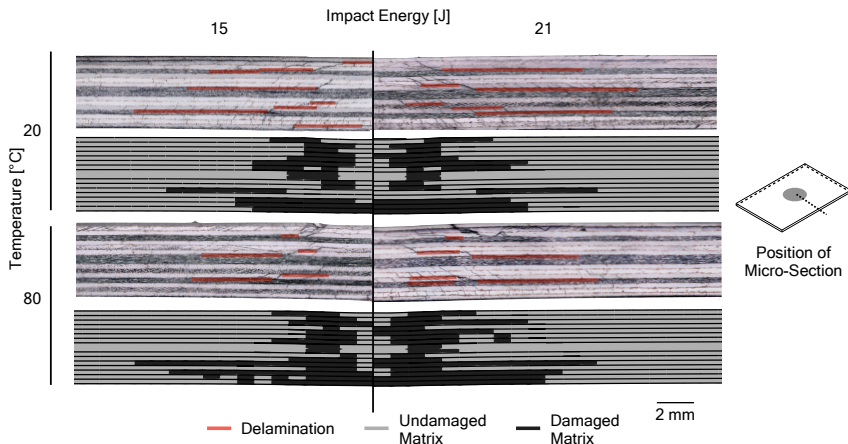 Impact Energy [J]
15
21
Temperature [°C]
20
80
Position of
Micro-Section
2 mm
Delamination
Undamaged
Matrix
Damaged
Matrix